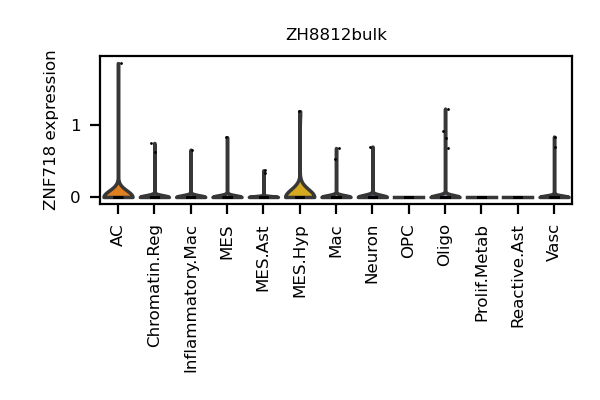 ZH8812bulk
ZNF718 expression
1
0
AC
Chromatin.Reg
Inflammatory.Mac
MES
MES.Ast
MES.Hyp
Mac
Neuron
OPC
Oligo
Prolif.Metab
Reactive.Ast
Vasc